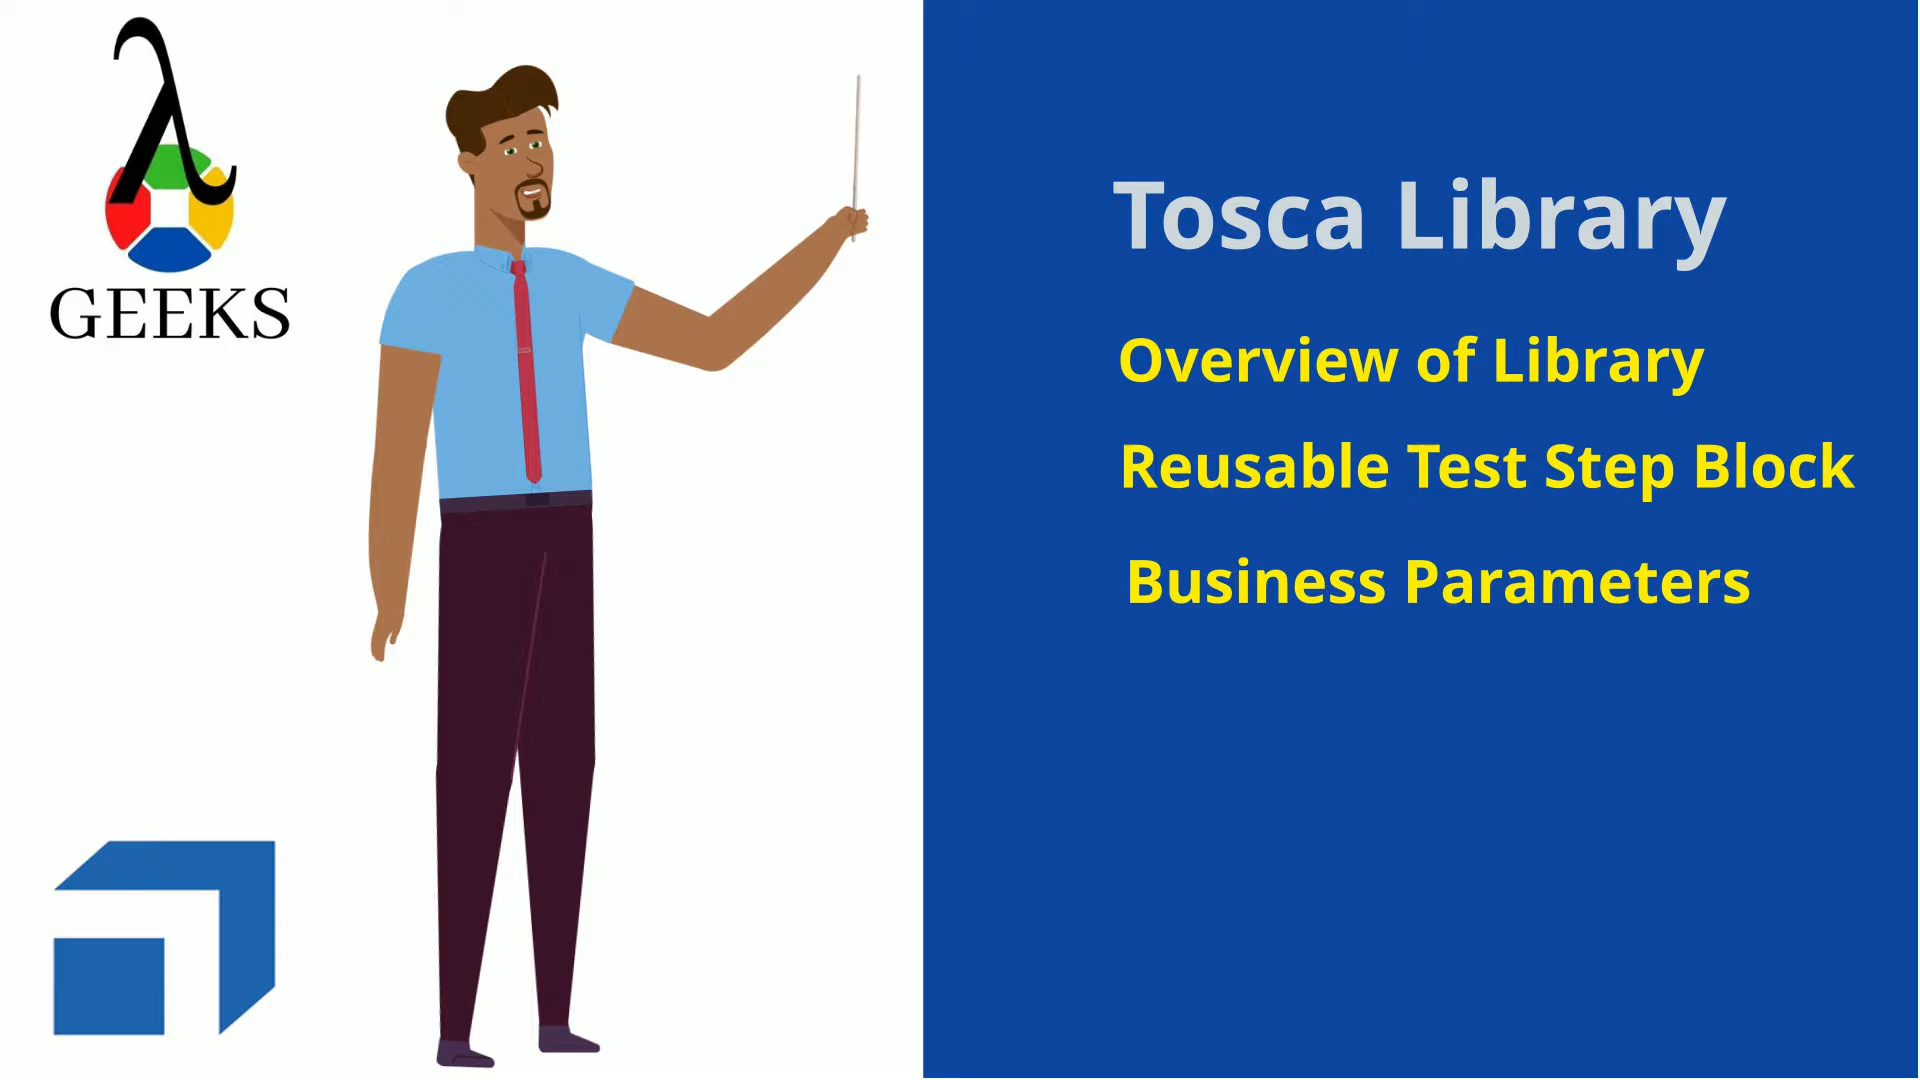 λ
GEEKS
Tosca Library
Overview of Library
Reusable Test Step Block
Business Parameters